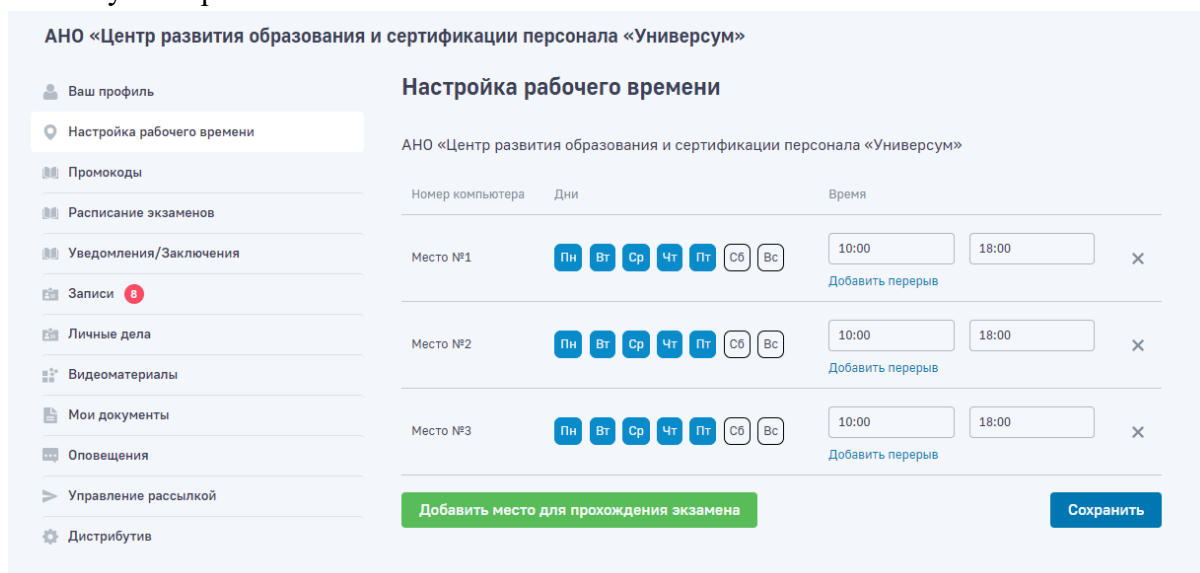 АНО «Центр развития образования и сертификации персонала «Универсум»
Ваш профиль
Настройка рабочего времени
Промокоды
Расписание экзаменов
Уведомления/Заключения
Записи 8
Личные дела
Видеоматериалы
Мои документы
Оповещения
Управление рассылкой
Дистрибутив
Настройка рабочего времени
АНО «Центр развития образования и сертификации персонала «Универсум»
Номер компьютера Дни Время
Место №1 Пн Вт Ср Чт Пт Сб Вс 10:00 18:00
Добавить перерыв
Место №2 Пн Вт Ср Чт Пт Сб Вс 10:00 18:00
Добавить перерыв
Место №3 Пн Вт Ср Чт Пт Сб Вс 10:00 18:00
Добавить перерыв
Добавить место для прохождения экзамена Сохранить